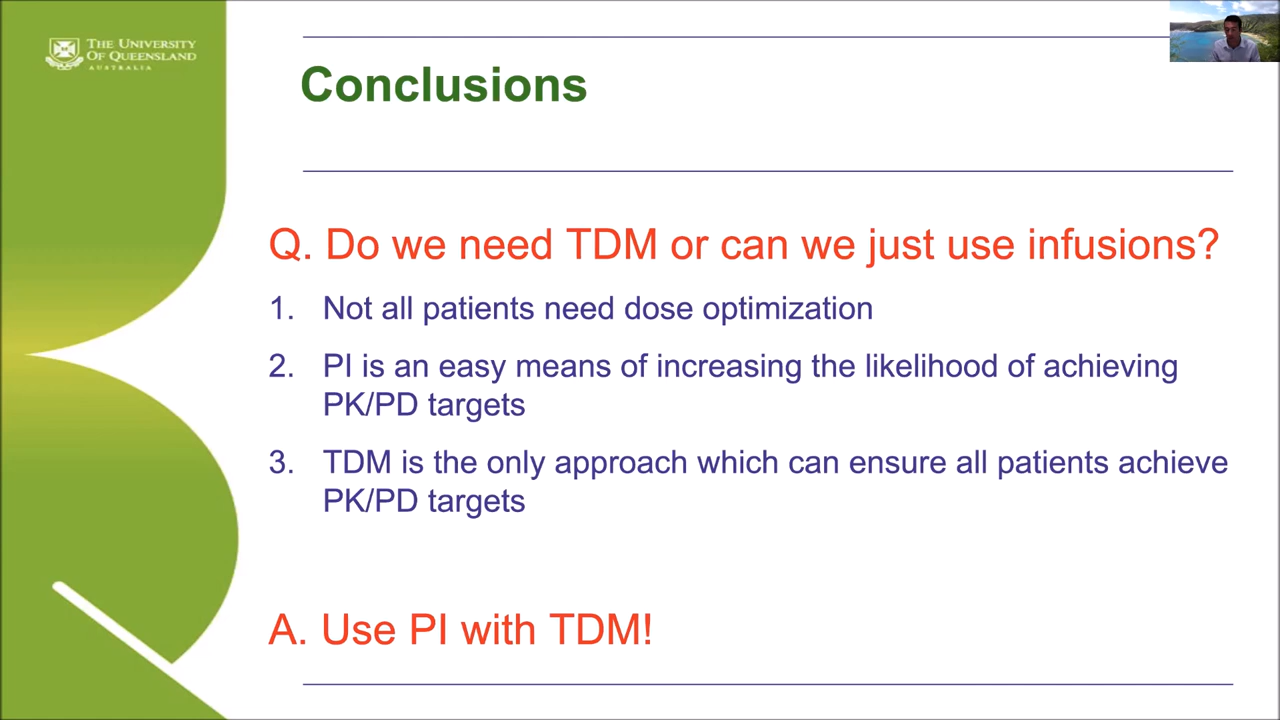 THE UNIVERSITY
OF QUEENSLAND
AUSTRALIA
Conclusions
Q. Do we need TDM or can we just use infusions?
1. Not all patients need dose optimization
2. PI is an easy means of increasing the likelihood of achieving
PK/PD targets
3. TDM is the only approach which can ensure all patients achieve
PK/PD targets
A. Use PI with TDM!